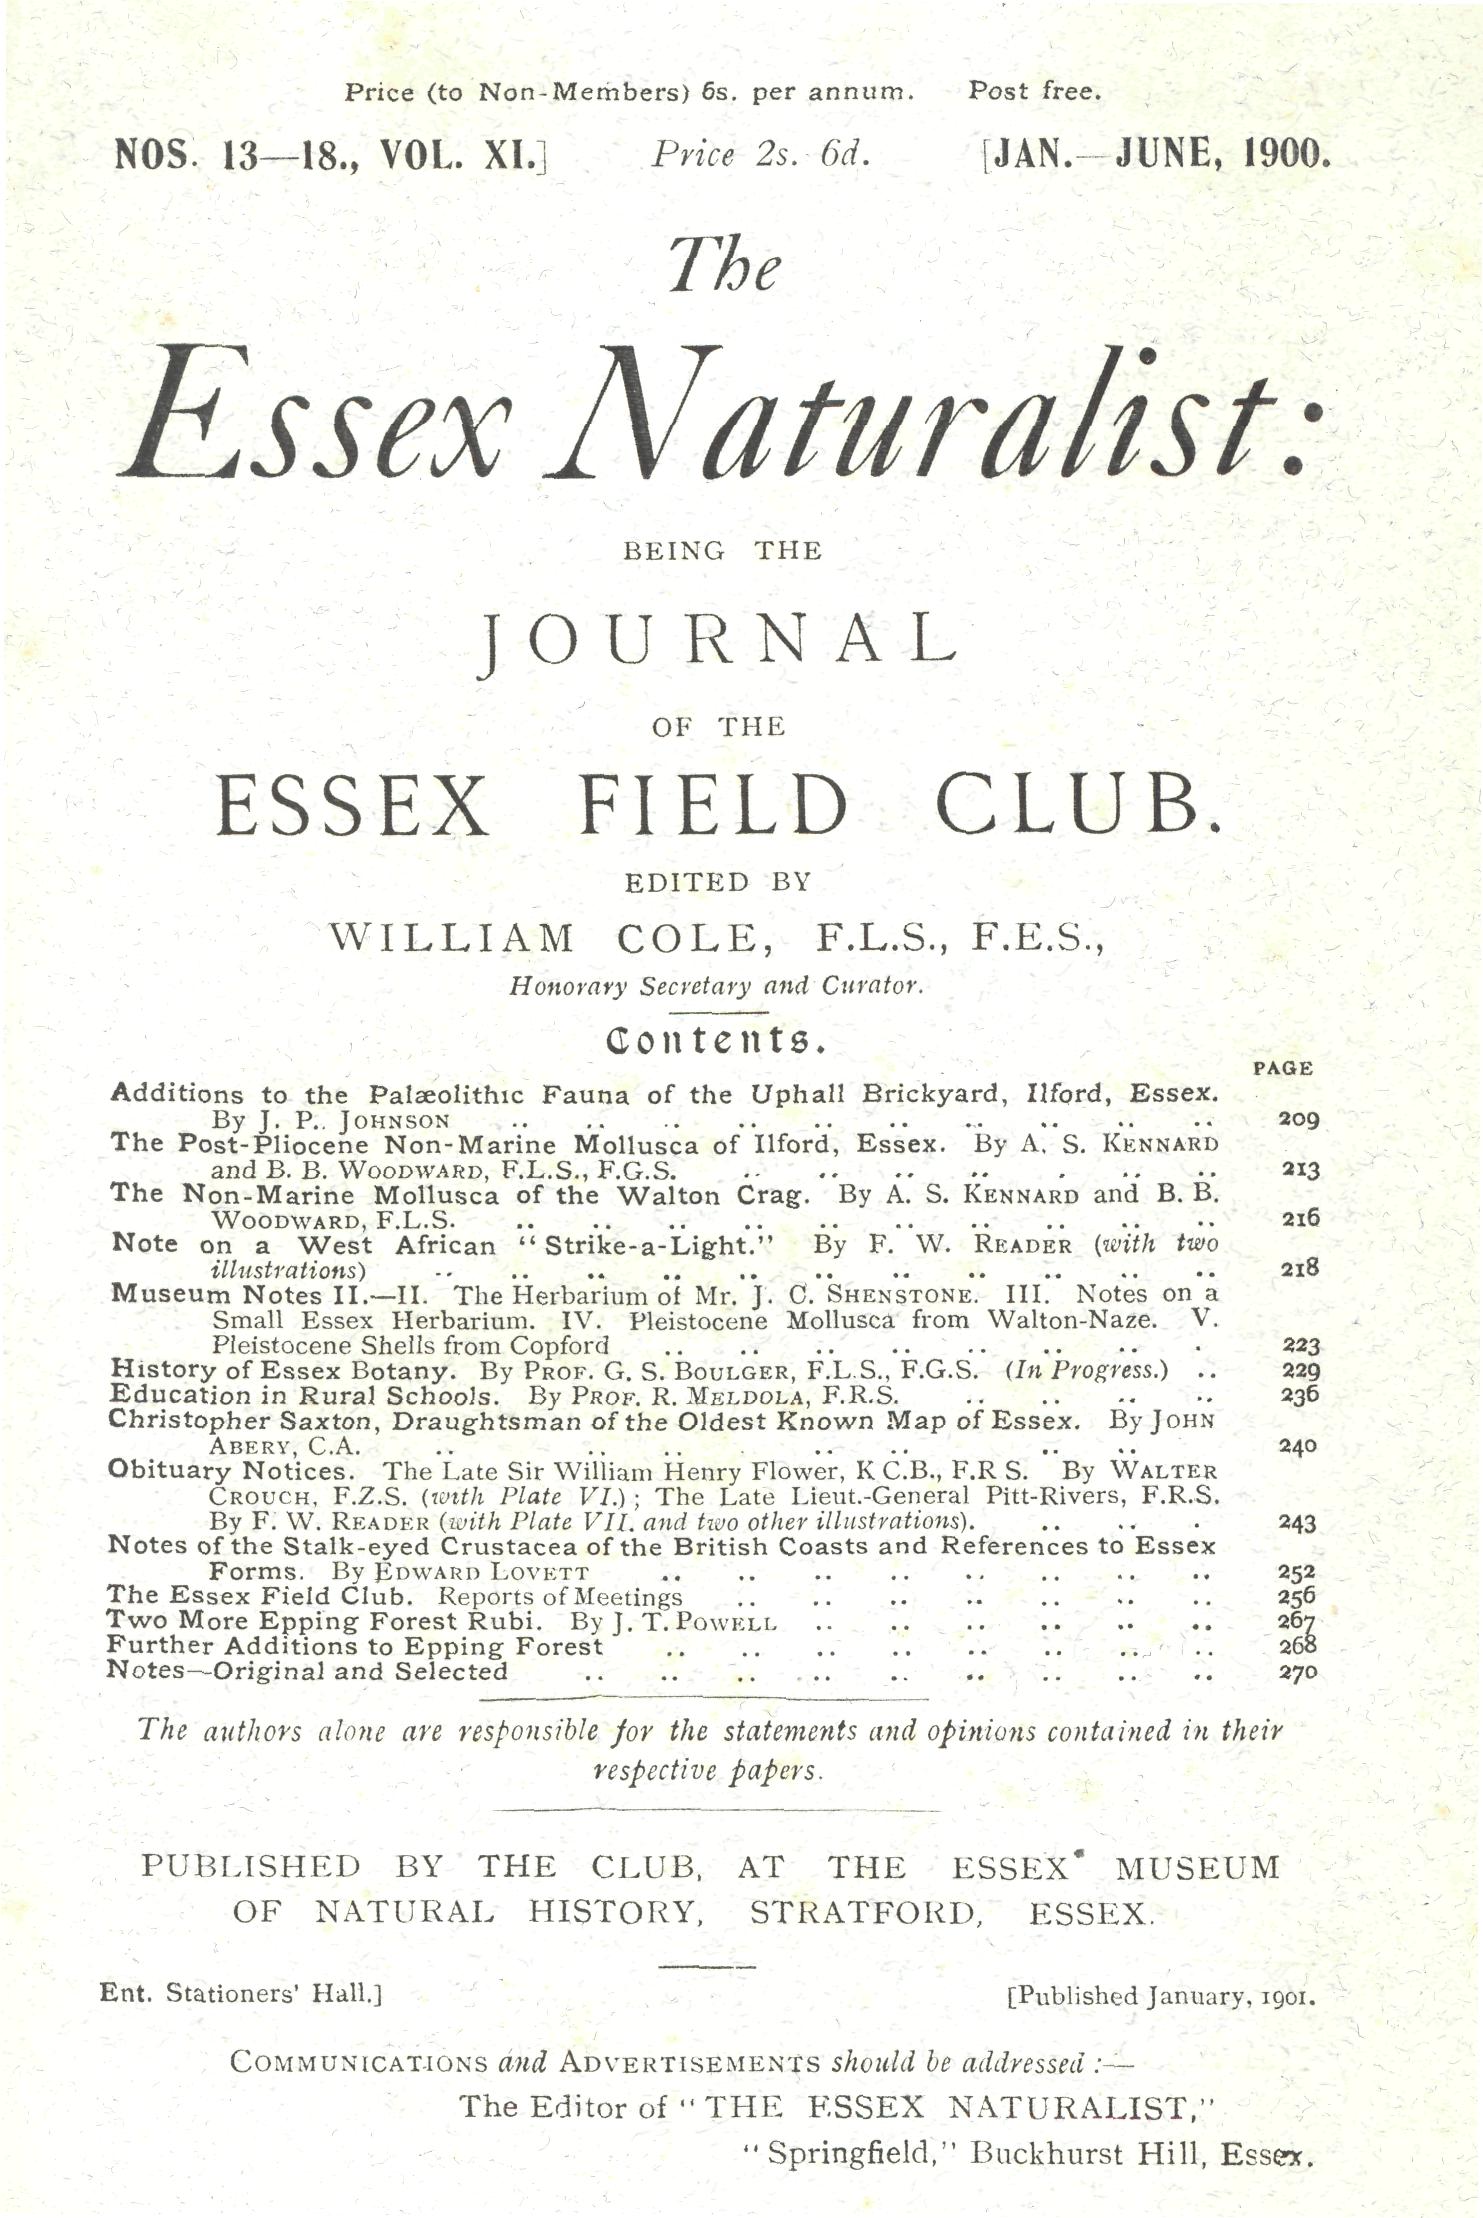 Price (to Non-Members) 6s. per annum. Post free.
NOS. 13—18., VOL. XI.] Price 2s. 6d. [JAN.—JUNE, 1900.
The
Essex Naturalist:
BEING THE
JOURNAL
OF THE
ESSEX FIELD CLUB.
EDITED BY
WILLIAM COLE, F.L.S., F.E.S.,
Honorary Secretary and Curator.
Contents.
PAGE
Additions to the Palæolithic Fauna of the Uphall Brickyard, Ilford, Essex.
By J. P. JOHNSON .. .. .. .. .. .. .. .. .. .. 209
The Post-Pliocene Non-Marine Mollusca of Ilford, Essex. By A. S. KENNARD
and B. B. WOODWARD, F.L.S., F.G.S. .. .. .. .. . .. .. 213
The Non-Marine Mollusca of the Walton Crag. By A. S. KENNARD and B. B.
WOODWARD, F.L.S. .. .. .. .. .. .. .. .. .. .. 216
Note on a West African "Strike-a-Light." By F. W. READER (with two
illustrations) .. .. .. .. .. .. .. .. .. .. .. 218
Museum Notes II.—II. The Herbarium of Mr. J. C. SHENSTONE. III. Notes on a
Small Essex Herbarium. IV. Pleistocene Mollusca from Walton-Naze. V.
Pleistocene Shells from Copford .. .. .. .. .. .. .. . 223
History of Essex Botany. By PROF. G. S. BOULGER, F.L.S., F.G.S. (In Progress.) .. 229
Education in Rural Schools. By PROF. R. MELDOLA, F.R.S. .. .. .. .. 236
Christopher Saxton, Draughtsman of the Oldest Known Map of Essex. By JOHN
ABERY, C.A. .. .. .. . .. .. .. .. 240
Obituary Notices. The Late Sir William Henry Flower, K C.B., F.R S. By WALTER
CROUCH, F.Z.S. (with Plate VI.); The Late Lieut.-General Pitt-Rivers, F.R.S.
By F. W. READER (with Plate VII. and two other illustrations). .. .. . 243
Notes of the Stalk-eyed Crustacea of the British Coasts and References to Essex
Forms. By EDWARD LOVETT .. .. .. .. .. .. .. .. 252
The Essex Field Club. Reports of Meetings .. .. .. .. .. .. .. 256
Two More Epping Forest Rubi. By J. T. POWELL .. .. .. .. .. .. 267
Further Additions to Epping Forest .. .. .. .. .. .. .. .. 268
Notes—Original and Selected .. .. .. .. .. .. .. .. .. 270
The authors alone are responsible for the statements and opinions contained in their
respective papers.
PUBLISHED BY THE CLUB, AT THE ESSEX MUSEUM
OF NATURAL HISTORY, STRATFORD, ESSEX.
Ent. Stationers' Hall.] [Published January, 1901.
COMMUNICATIONS and ADVERTISEMENTS should be addressed :—
The Editor of "THE ESSEX NATURALIST,"
"Springfield," Buckhurst Hill, Essex.